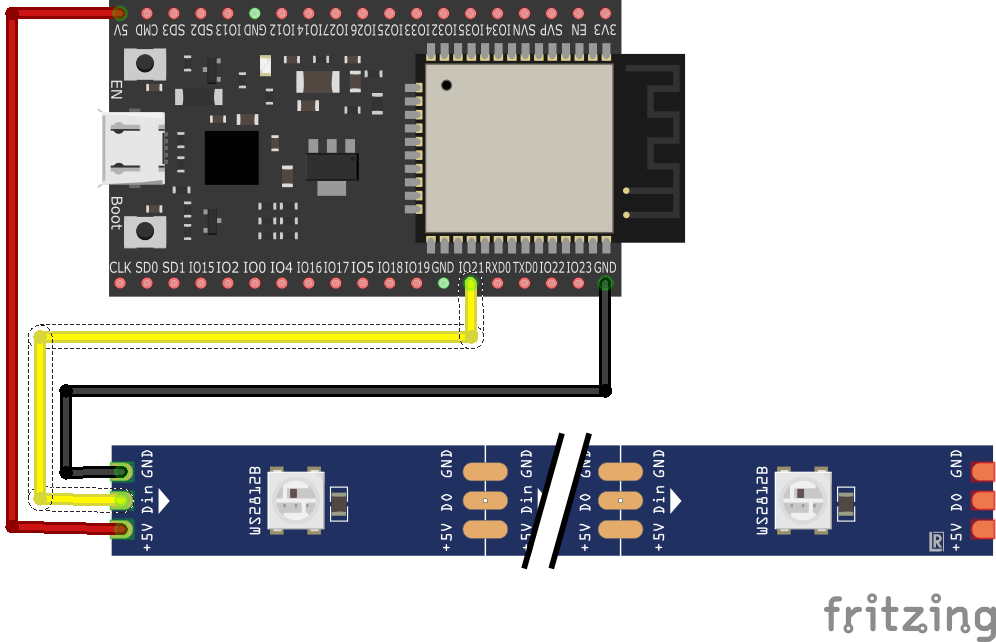 5V CMD SD3 SD2 IO13 GND IO12 IO14 IO27 IO26 IO25 IO33 IO32 IO35 IO34 SVN SVP EN 3V3
EN
Boot
CLK SD0 SD1 IO15 IO2 IO0 IO4 IO16 IO17 IO5 IO18 IO19 GND IO21 RXD0 TXD0 IO22 IO23 GND
+5V Din GND
WS2812B
+5V DO GND
+5V Din GND
+5V DO GND
+5V Din GND
WS2812B
+5V DO GND
fritzing